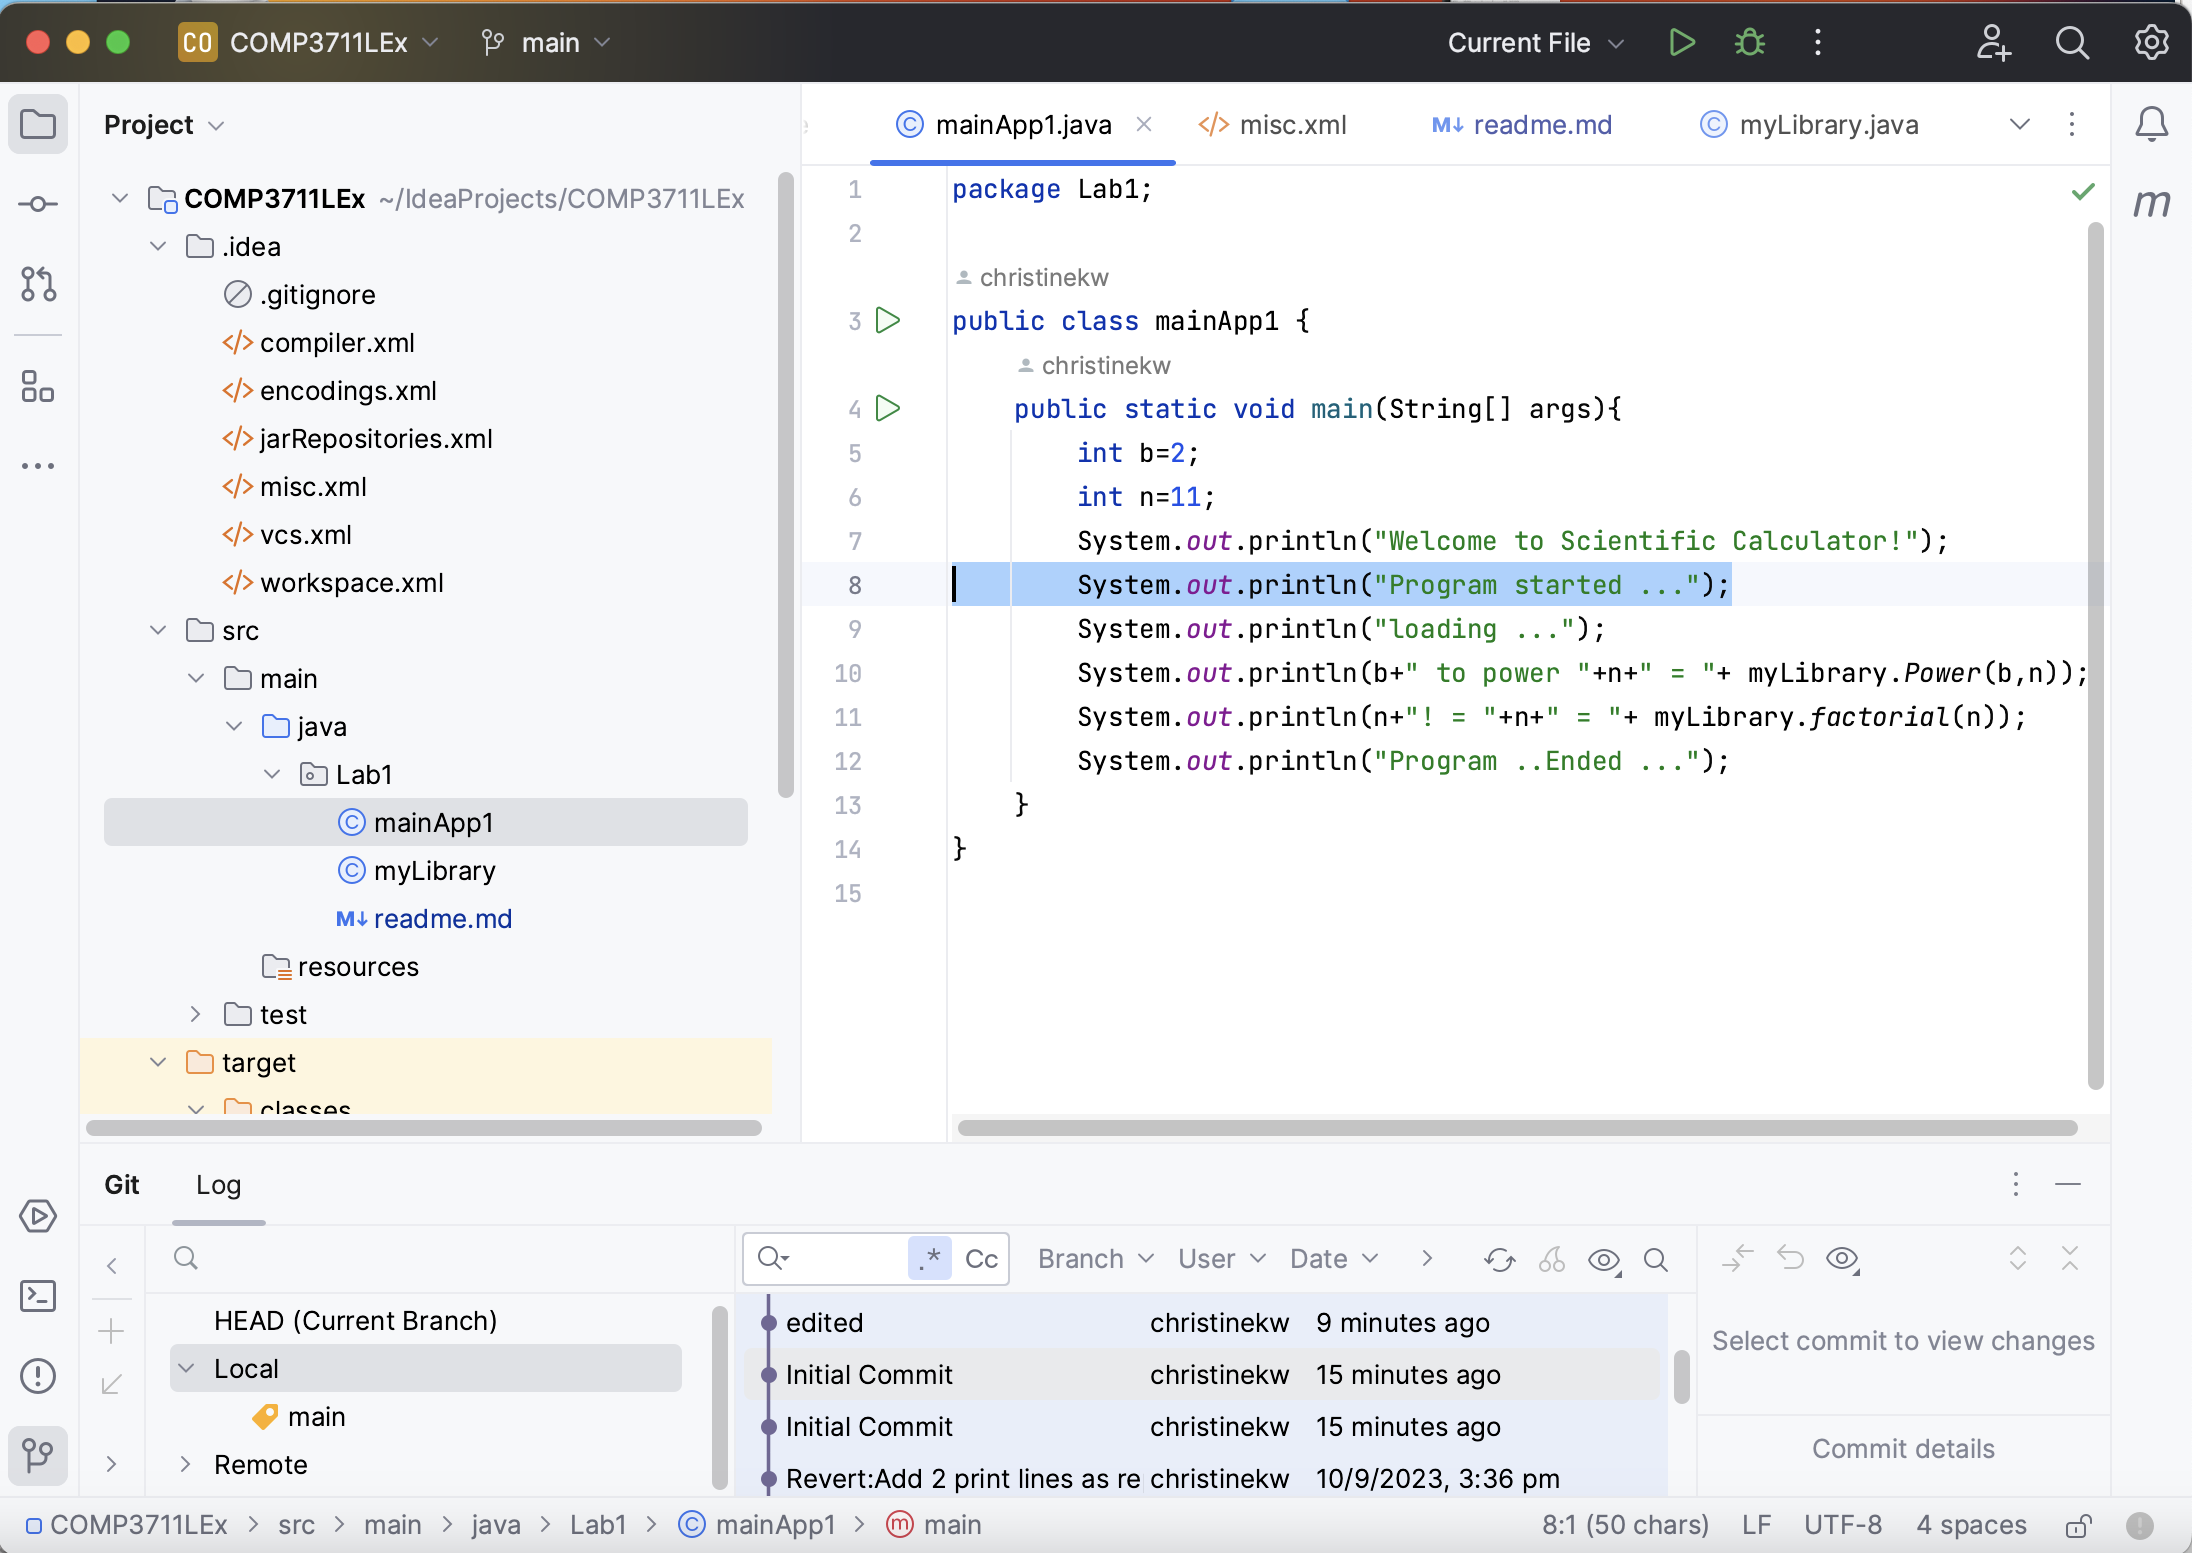 CO COMP3711LEx main Current File
Project
mainApp1.java misc.xml M↓ readme.md myLibrary.java
COMP3711LEx ~/IdeaProjects/COMP3711LEx
.idea
.gitignore
compiler.xml
encodings.xml
jarRepositories.xml
misc.xml
vcs.xml
workspace.xml
src
main
java
Lab1
mainApp1
myLibrary
M↓ readme.md
resources
test
target
classes
1 package Lab1;
2
christinekw
3 public class mainApp1 {
christinekw
4 public static void main(String[] args){
5 int b=2;
6 int n=11;
7 System.out.println("Welcome to Scientific Calculator!");
8 System.out.println("Program started ...");
9 System.out.println("loading ...");
10 System.out.println(b+" to power "+n+" = "+ myLibrary.Power(b,n));
11 System.out.println(n+"! = "+n+" = "+ myLibrary.factorial(n));
12 System.out.println("Program ..Ended ...");
13 }
14 }
15
m
Git Log
HEAD (Current Branch)
Local
main
Remote
.* Cc Branch User Date
edited christinekw 9 minutes ago
Initial Commit christinekw 15 minutes ago
Initial Commit christinekw 15 minutes ago
Revert:Add 2 print lines as re christinekw 10/9/2023, 3:36 pm
Select commit to view changes
Commit details
COMP3711LEx > src > main > java > Lab1 > mainApp1 > main 8:1 (50 chars) LF UTF-8 4 spaces